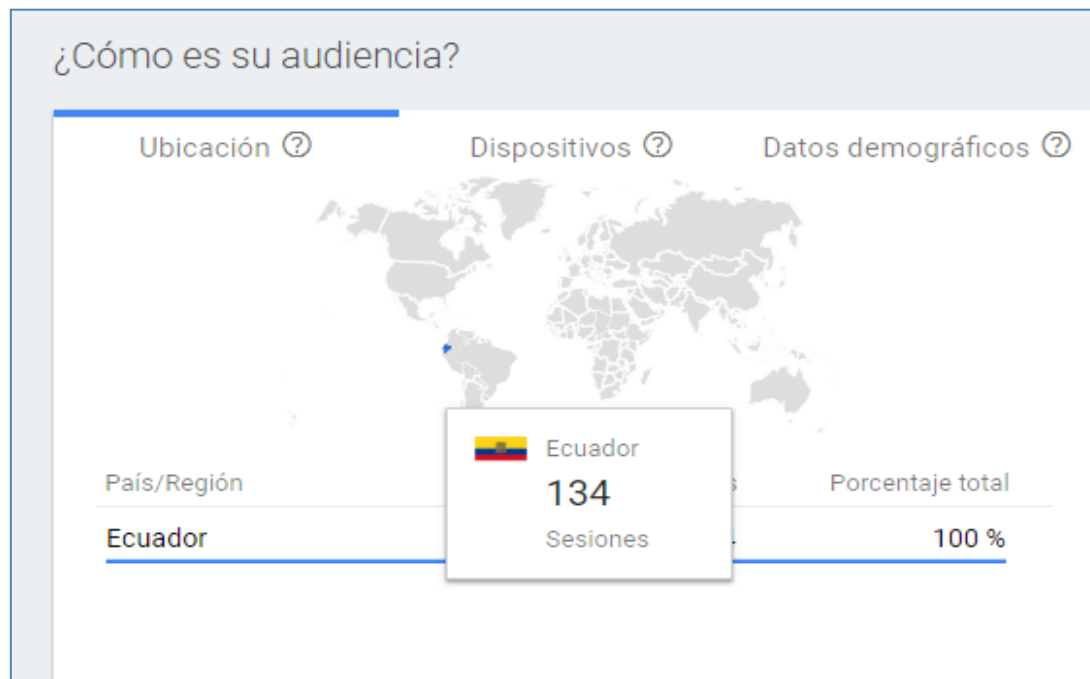 ¿Cómo es su audiencia?
Ubicación Dispositivos Datos demográficos
Ecuador
134
Sesiones
País/Región Porcentaje total
Ecuador 100 %